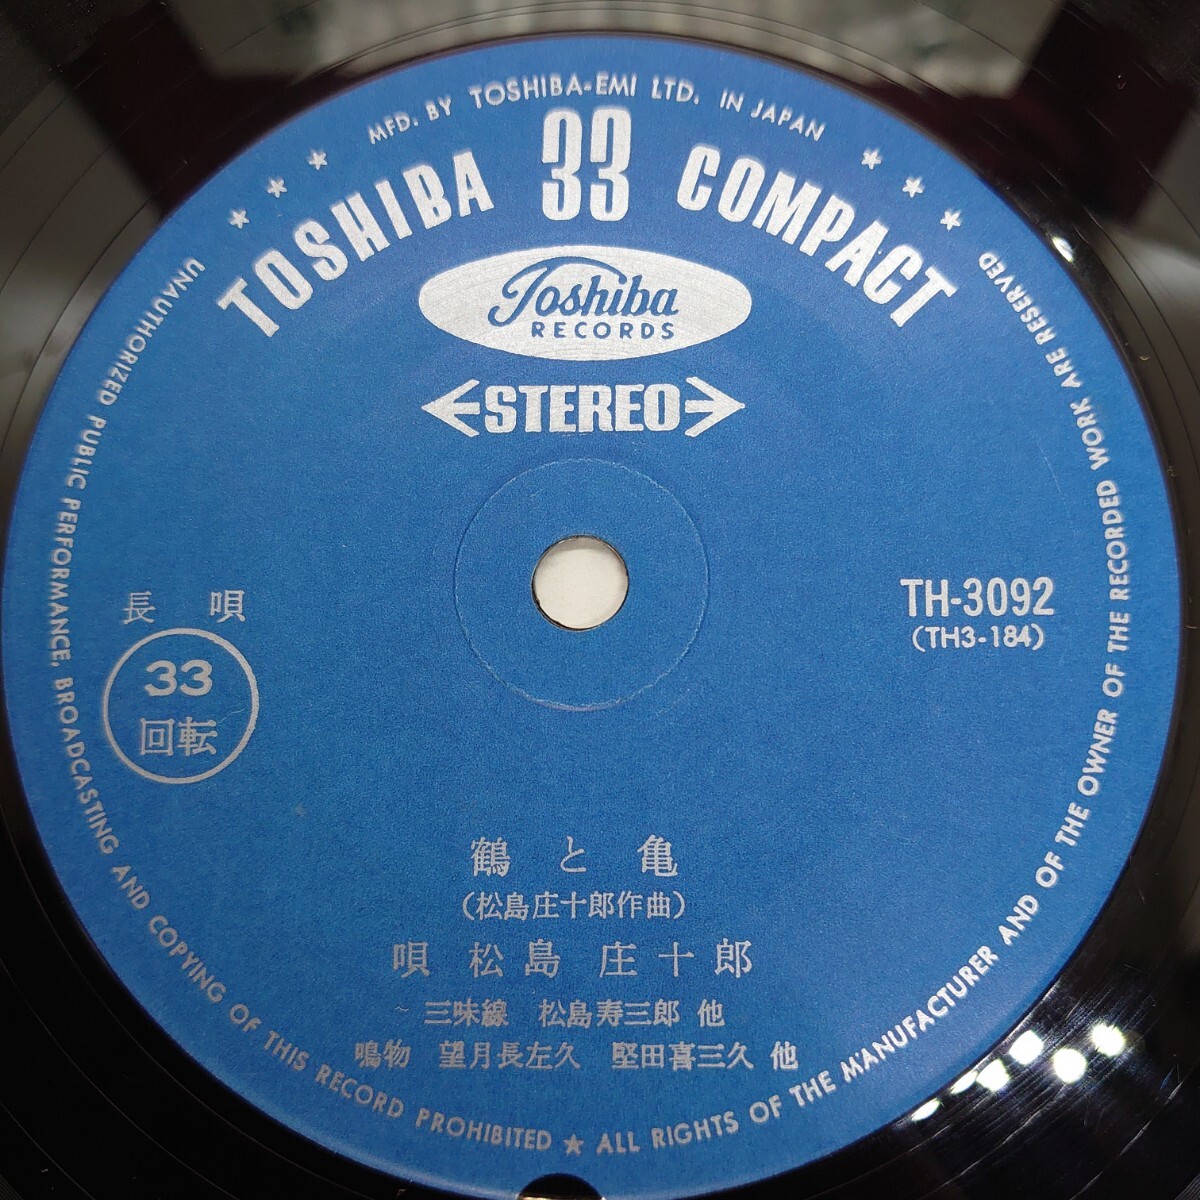 MFD. BY TOSHIBA-EMI LTD. IN JAPAN
TOSHIBA 33 COMPACT
Toshiba
RECORDS
STEREO
長唄
33
回転
TH-3092
(TH3-184)
鶴と亀
(松島庄十郎作曲)
唄 松島 庄十郎
三味線 松島寿三郎 他
鳴物 望月長左久 堅田喜三久 他
UNAUTHORIZED PUBLIC PERFORMANCE, BROADCASTING AND COPYING OF THIS RECORD PROHIBITED ★ ALL RIGHTS OF THE MANUFACTURER AND OF THE OWNER OF THE RECORDED WORK ARE RESERVED